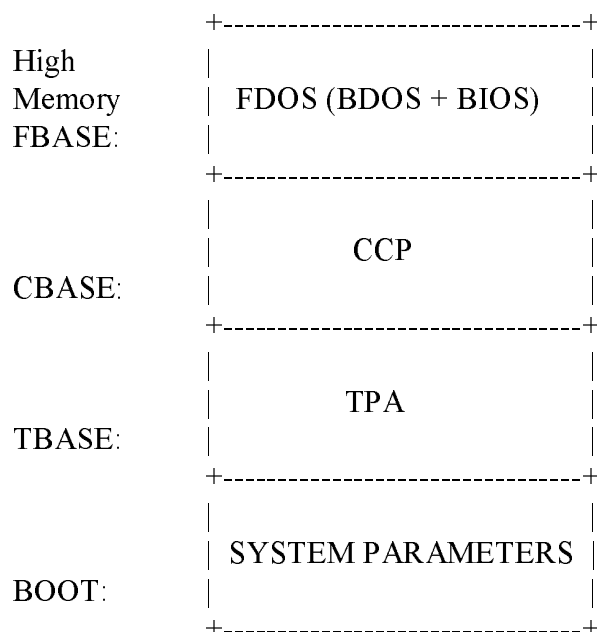 +-------------------------------+
High | |
Memory | FDOS (BDOS + BIOS) |
FBASE: | |
+-------------------------------+
| |
| CCP |
CBASE: | |
+-------------------------------+
| |
| TPA |
TBASE: | |
+-------------------------------+
| |
| SYSTEM PARAMETERS |
BOOT: | |
+-------------------------------+